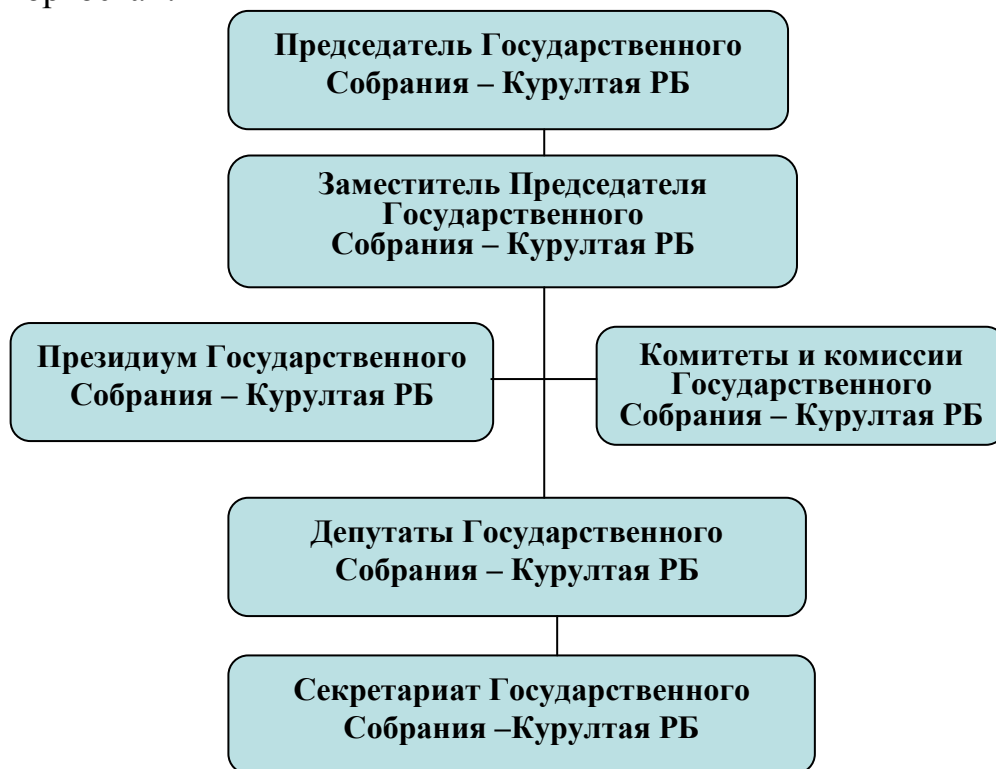 Председатель Государственного
Собрания – Курултая РБ
Заместитель Председателя
Государственного
Собрания – Курултая РБ
Президиум Государственного
Собрания – Курултая РБ
Комитеты и комиссии
Государственного
Собрания – Курултая РБ
Депутаты Государственного
Собрания – Курултая РБ
Секретариат Государственного
Собрания –Курултая РБ